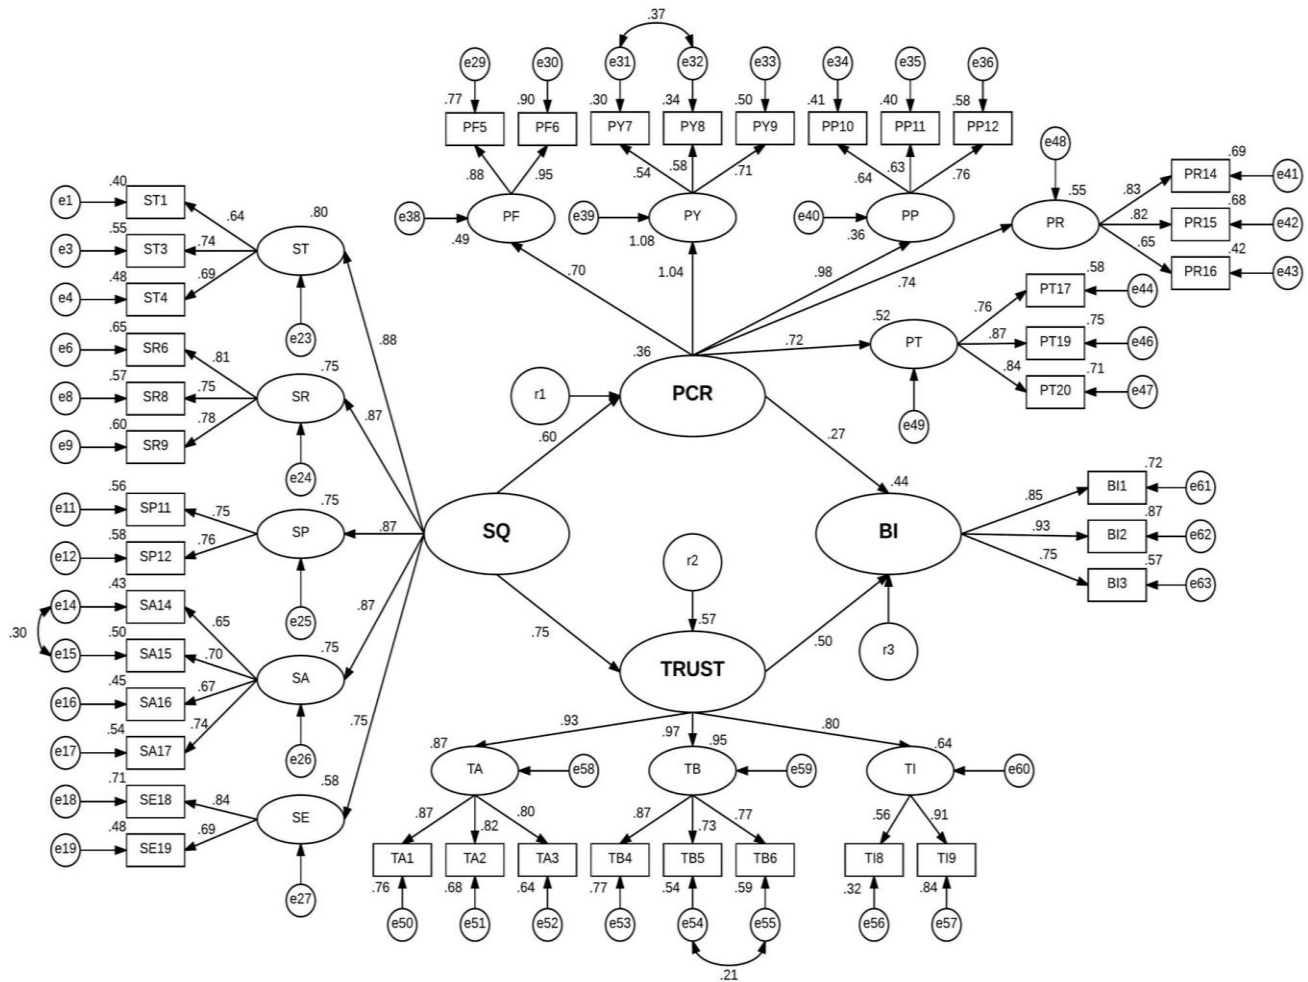 .37
e29 e30 e31 e32 e33 e34 e35 e36
.77 .90 .30 .34 .50 .41 .40 .58
PF5 PF6 PY7 PY8 PY9 PP10 PP11 PP12
.88 .95 .54 .58 .71 .64 .63 .76
e38 PF .49
e39 PY 1.08
e40 PP .36
e48
PR .55
.83 .82 .65
.69 PR14 e41
.68 PR15 e42
.42 PR16 e43
.40 ST1 e1
.55 ST3 e3
.48 ST4 e4
.64 .74 .69
.80
ST
e23
.65 SR6 e6
.57 SR8 e8
.60 SR9 e9
.81 .75 .78
.75
SR
e24
.56 SP11 e11
.58 SP12 e12
.75 .76
.75
SP
e25
.43 SA14 e14
.50 SA15 e15
.30
.45 SA16 e16
.54 SA17 e17
.65 .70 .67 .74
.75
SA
e26
.71 SE18 e18
.48 SE19 e19
.84 .69
.58
SE
e27
.88
.87
.87
.87
.75
SQ
.60
.75
r1
.36
PCR
.70
1.04
.98
.74
.72
.52
PT
e49
.76 .87 .84
.58 PT17 e44
.75 PT19 e46
.71 PT20 e47
.27
.44
BI
.50
r3
.85 .93 .75
.72 BI1 e61
.87 BI2 e62
.57 BI3 e63
r2
.57
TRUST
.93 .97 .80
.87 TA e58
.95 TB e59
.64 TI e60
.87 .82 .80 .87 .73 .77 .56 .91
TA1 TA2 TA3 TB4 TB5 TB6 TI8 TI9
.76 .68 .64 .77 .54 .59 .32 .84
e50 e51 e52 e53 e54 e55 e56 e57
.21